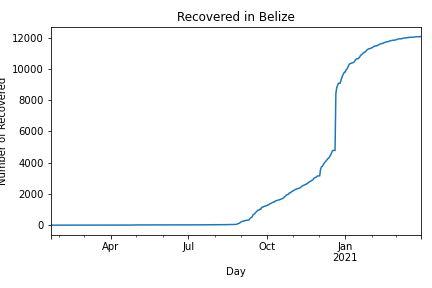 Recovered in Belize
Number of Recovered
12000
10000
8000
6000
4000
2000
0
Apr
Jul
Oct
Jan
2021
Day